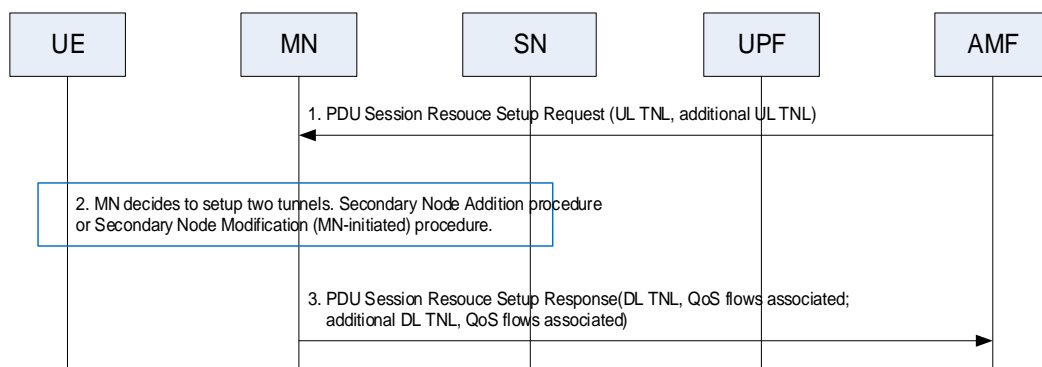 UE
MN
SN
UPF
AMF
1. PDU Session Resouce Setup Request (UL TNL, additional UL TNL)
2. MN decides to setup two tunnels. Secondary Node Addition procedure
or Secondary Node Modification (MN-initiated) procedure.
3. PDU Session Resouce Setup Response(DL TNL, QoS flows associated;
additional DL TNL, QoS flows associated)